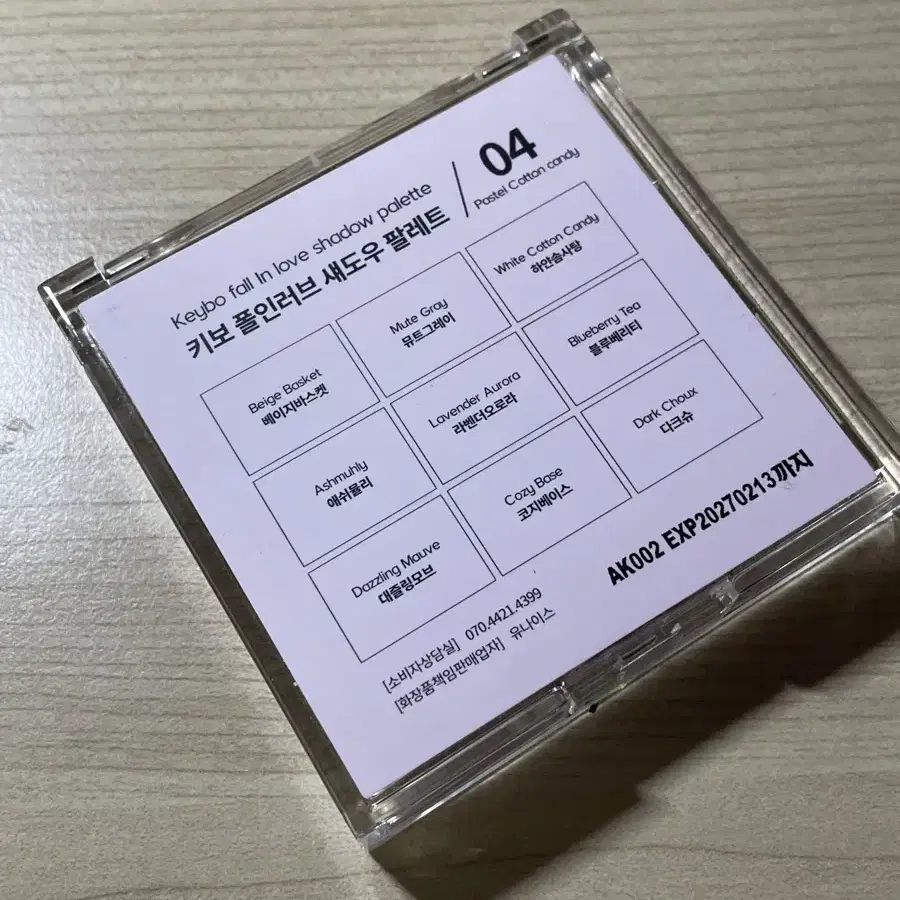 Keybo fall In love shadow palette
키보 폴인러브 섀도우 팔레트
04
Pastel Cotton candy
Beige Basket
베이지바스켓
Mute Gray
뮤트그레이
White Cotton Candy
하얀솜사탕
Ashmuhly
애쉬뮬리
Lavender Aurora
라벤더오로라
Blueberry Tea
블루베리티
Dazzling Mauve
대즐링모브
Cozy Base
코지베이스
Dark Choux
다크슈
AK002 EXP20270213까지
[소비자상담실] 070.4421.4399
[화장품책임판매업자] 유나이스